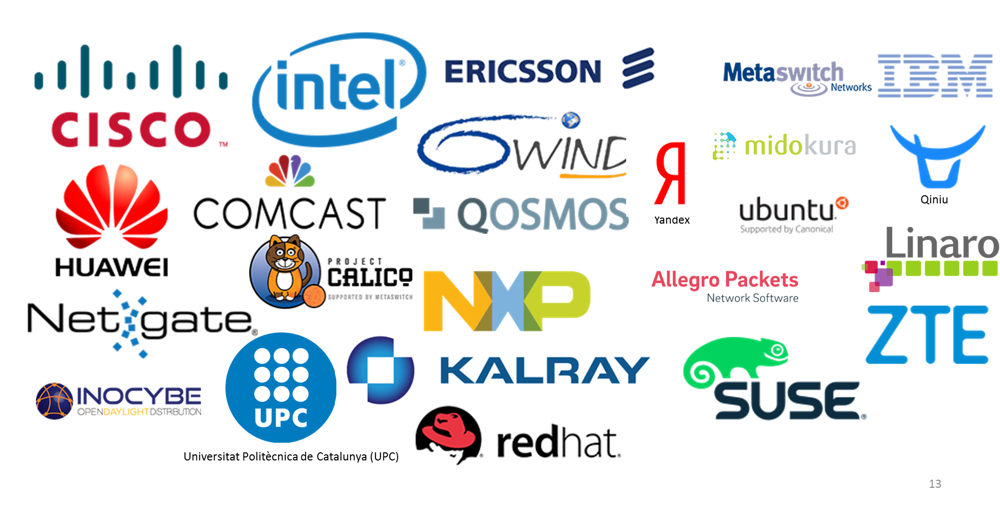 CISCO™
intel®
ERICSSON
Metaswitch
Networks
IBM
6WIND
midokura
Я
Yandex
Qiniu
HUAWEI
COMCAST
QOSMOS
ubuntu®
Supported by Canonical
Linaro
PROJECT
CALICO
SUPPORTED BY METASWITCH
NXP
Allegro Packets
Network Software
ZTE
Netgate®
UPC
Universitat Politècnica de Catalunya (UPC)
KALRAY
SUSE®
INOCYBE
OPENDAYLIGHTDISTRBUTION
redhat®
13